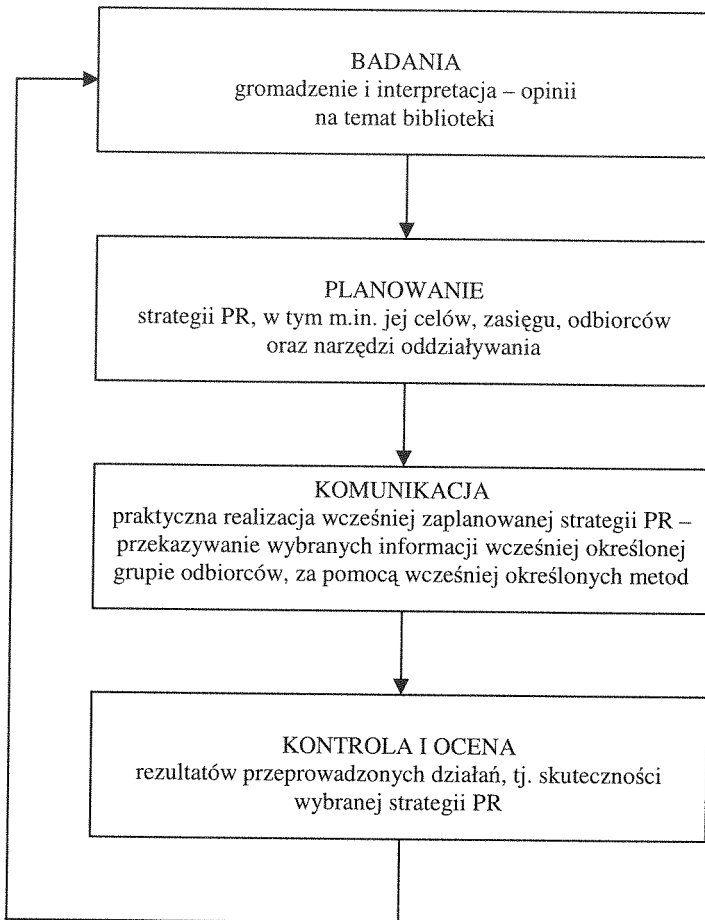 BADANIA
gromadzenie i interpretacja – opinii
na temat biblioteki
PLANOWANIE
strategii PR, w tym m.in. jej celów, zasięgu, odbiorców
oraz narzędzi oddziaływania
KOMUNIKACJA
praktyczna realizacja wcześniej zaplanowanej strategii PR –
przekazywanie wybranych informacji wcześniej określonej
grupie odbiorców, za pomocą wcześniej określonych metod
KONTROLA I OCENA
rezultatów przeprowadzonych działań, tj. skuteczności
wybranej strategii PR